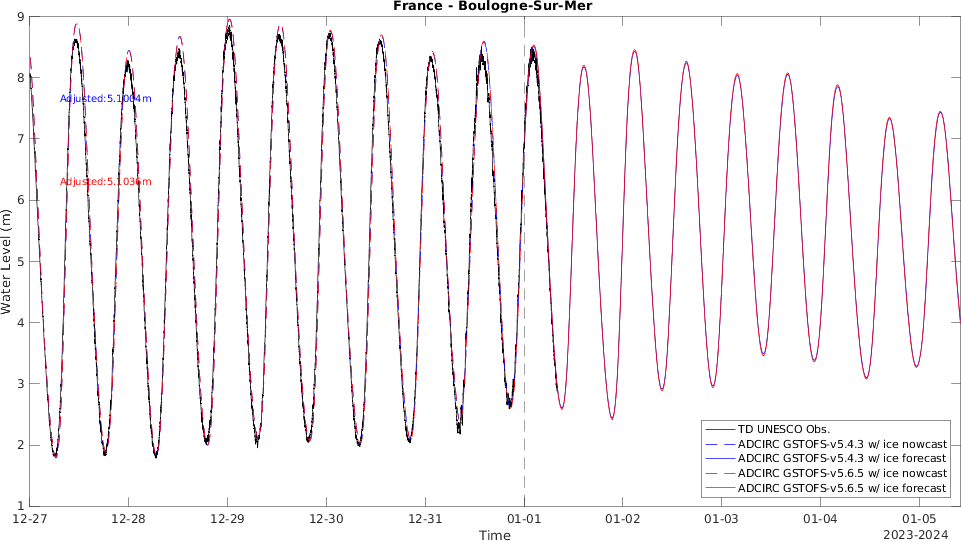 France - Boulogne-Sur-Mer
9
8
7
6
5
4
3
2
1
Water Level (m)
Adjusted:5.1004m
Adjusted:5.1036m
TD UNESCO Obs.
ADCIRC GSTOFS-v5.4.3 w/ ice nowcast
ADCIRC GSTOFS-v5.4.3 w/ ice forecast
ADCIRC GSTOFS-v5.6.5 w/ ice nowcast
ADCIRC GSTOFS-v5.6.5 w/ ice forecast
12-27 12-28 12-29 12-30 12-31 01-01 01-02 01-03 01-04 01-05
Time
2023-2024